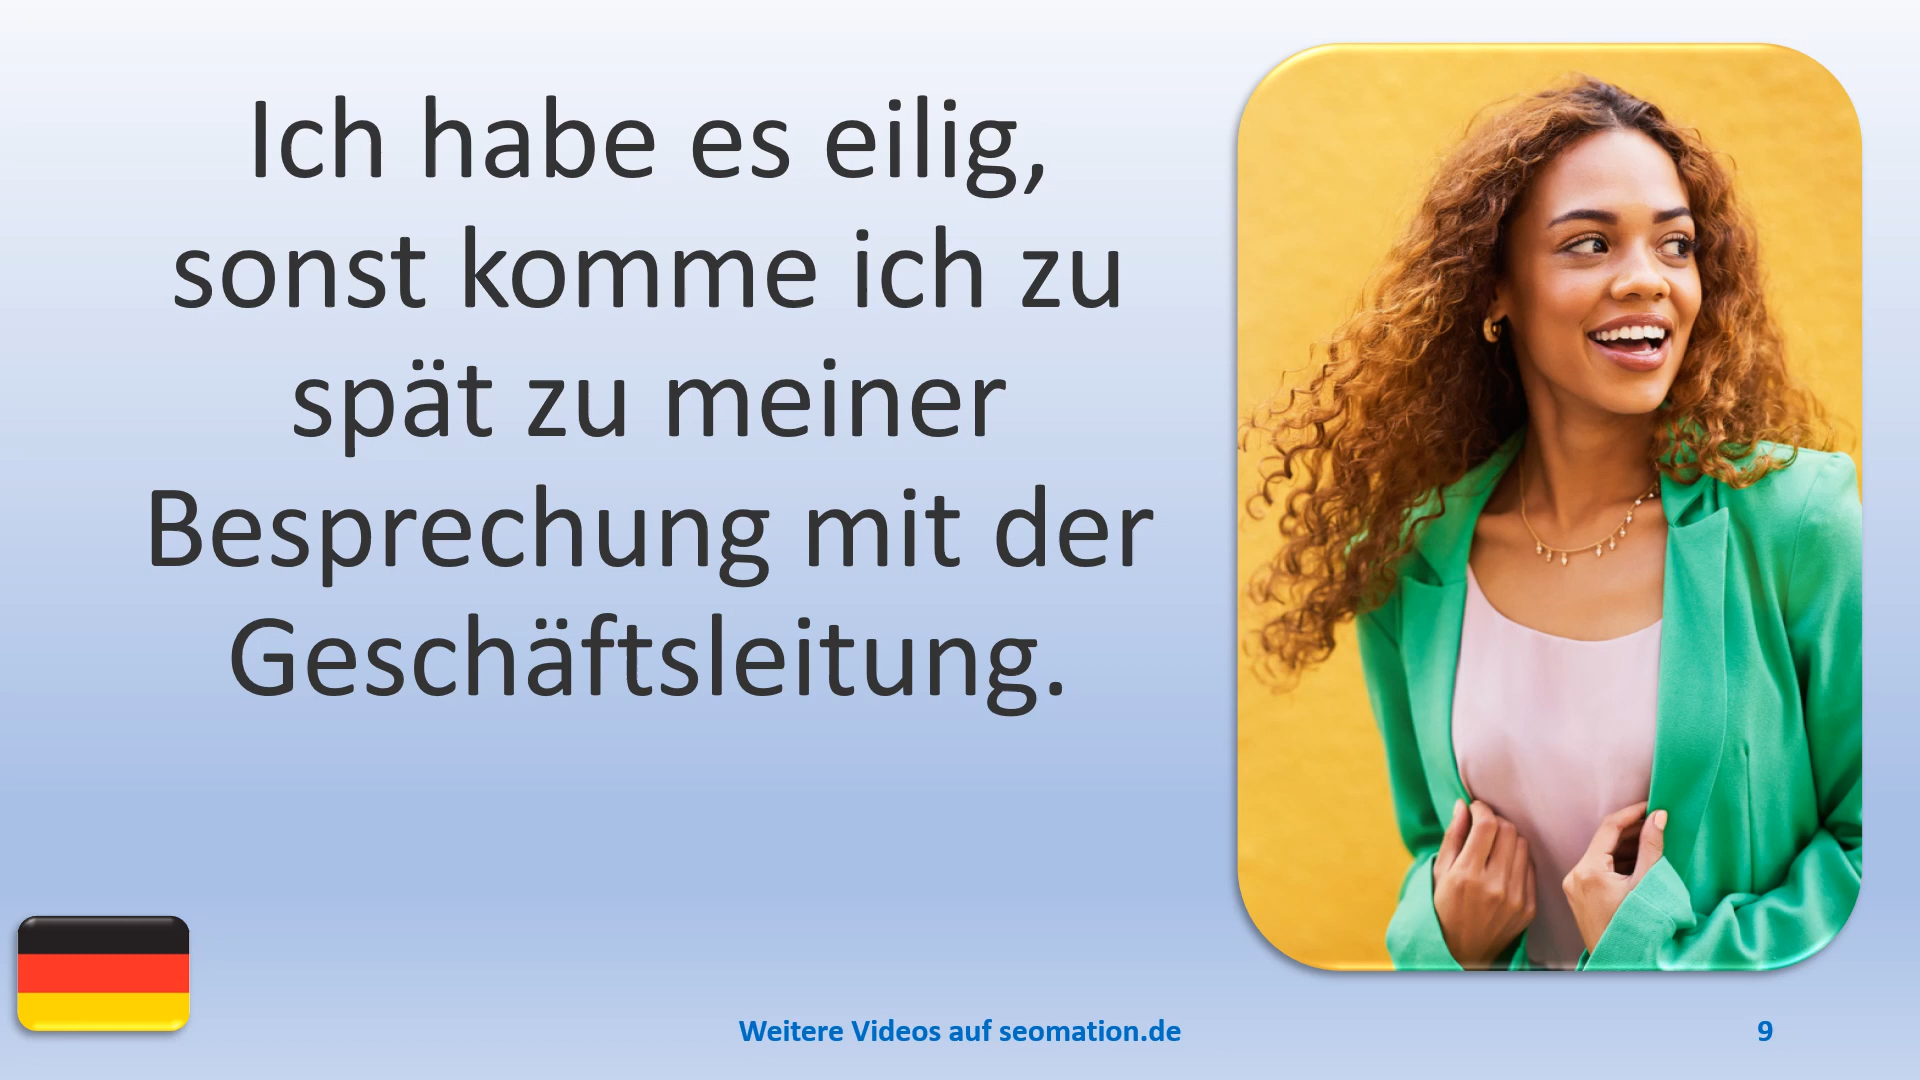 Ich habe es eilig,
sonst komme ich zu
spät zu meiner
Besprechung mit der
Geschäftsleitung.
Weitere Videos auf seomation.de
9